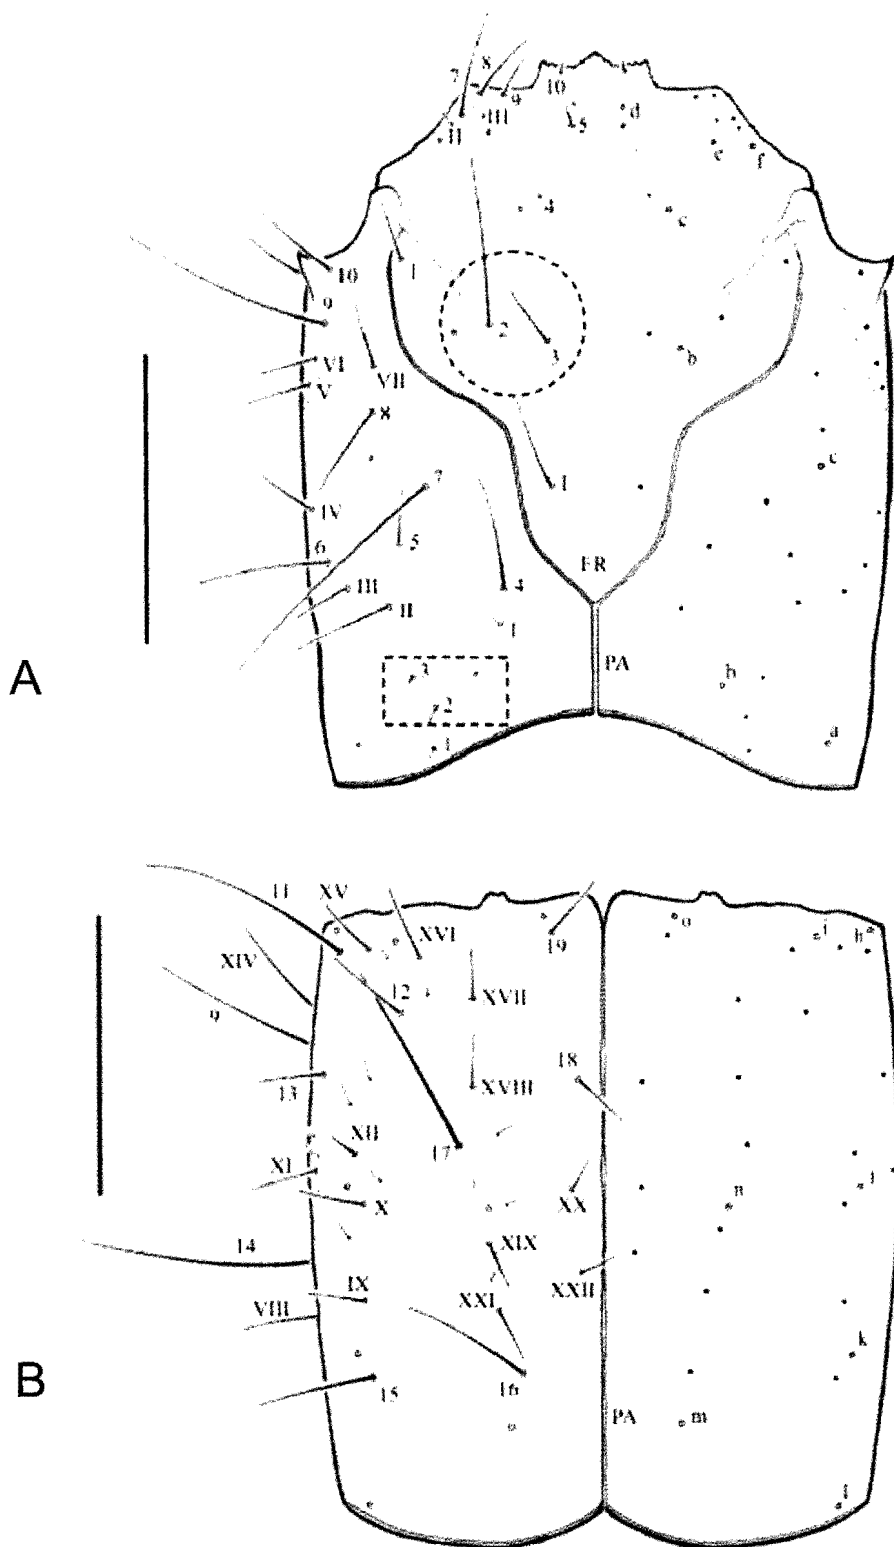 7 8 9 10
II III 5 d e f
4 c
10 1
9 2 3 b
VI V VII
8 c
7 I
IV 5
6 FR
III II 4
1 PA
3 b
2
1 a
A
11 XV XVI 19 o i h
XIV 12 XVII
9
13 XVIII 18
XII 17
XI X XX n j
14 XIX
IX XXII
VIII XXI
k
15 16 PA m
B
l